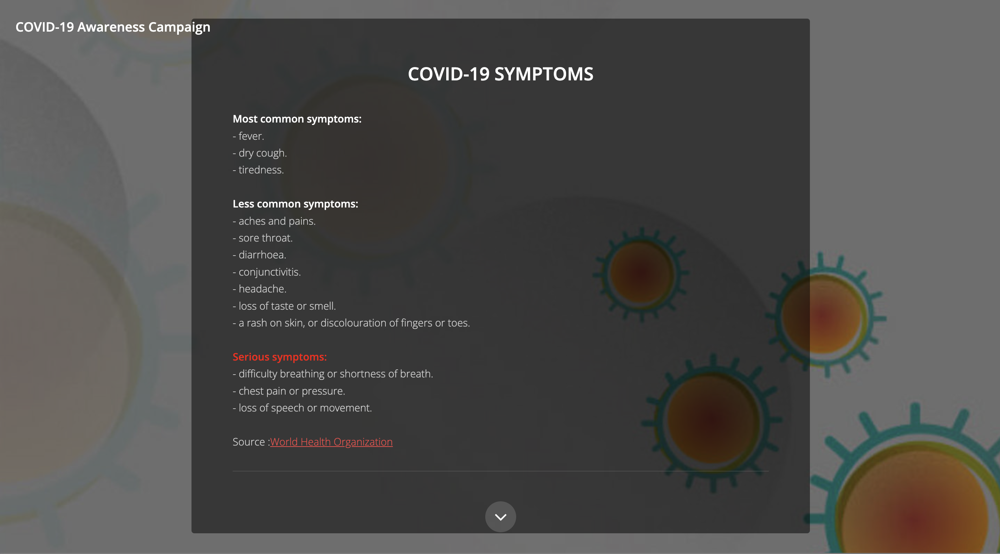 COVID-19 Awareness Campaign
COVID-19 SYMPTOMS
Most common symptoms:
- fever.
- dry cough.
- tiredness.
Less common symptoms:
- aches and pains.
- sore throat.
- diarrhoea.
- conjunctivitis.
- headache.
- loss of taste or smell.
- a rash on skin, or discolouration of fingers or toes.
Serious symptoms:
- difficulty breathing or shortness of breath.
- chest pain or pressure.
- loss of speech or movement.
Source :World Health Organization